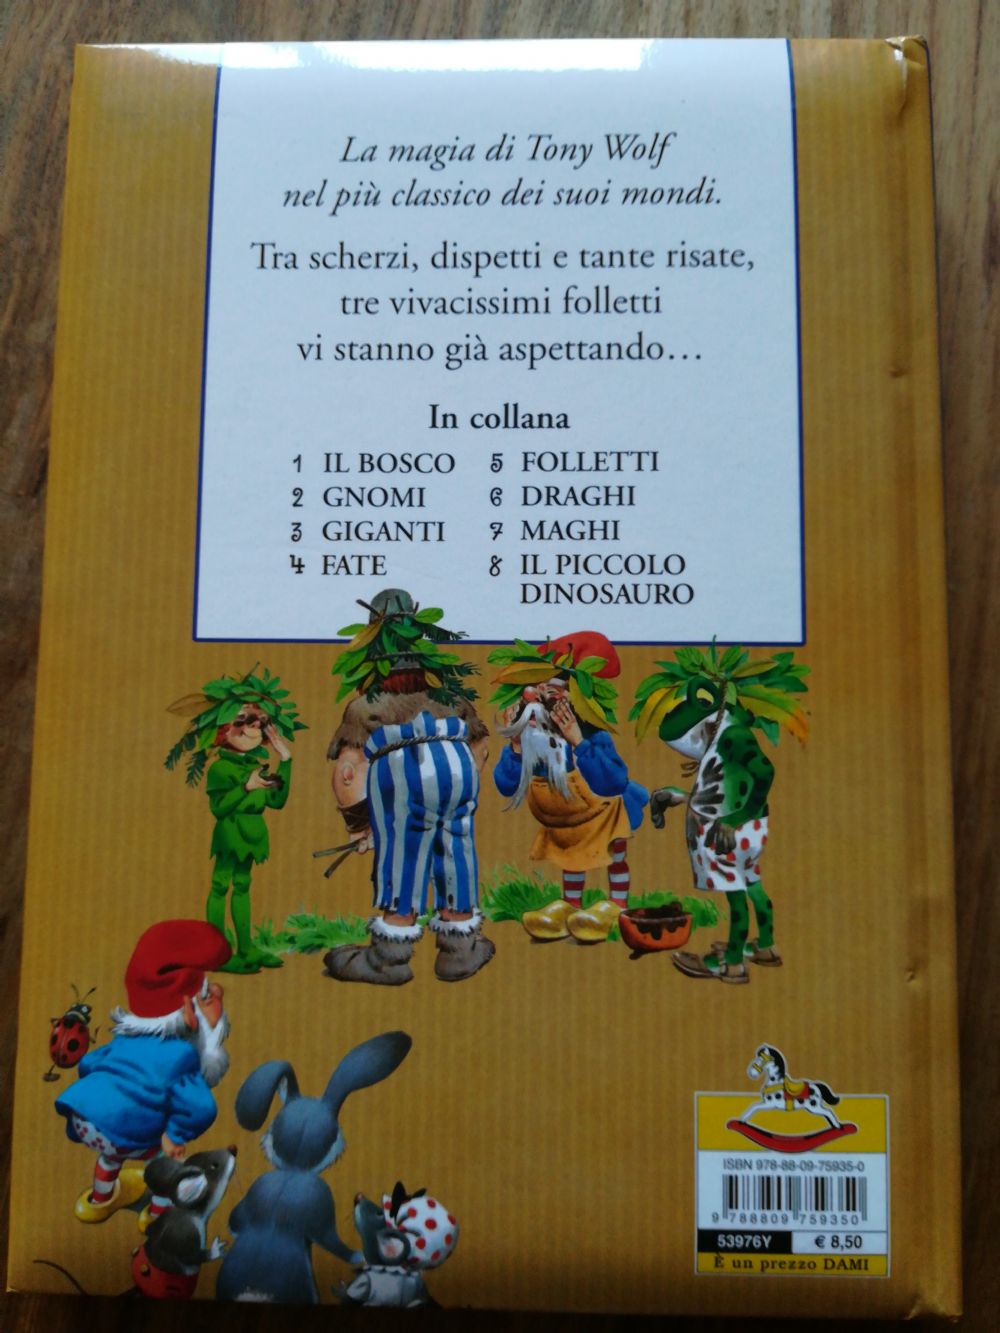 La magia di Tony Wolf
nel più classico dei suoi mondi.
Tra scherzi, dispetti e tante risate,
tre vivacissimi folletti
vi stanno già aspettando…
In collana
1 IL BOSCO
2 GNOMI
3 GIGANTI
4 FATE
5 FOLLETTI
6 DRAGHI
7 MAGHI
8 IL PICCOLO
DINOSAURO
ISBN 978-88-09-75935-0
9 788809 759350
53976Y € 8,50
È un prezzo DAMI